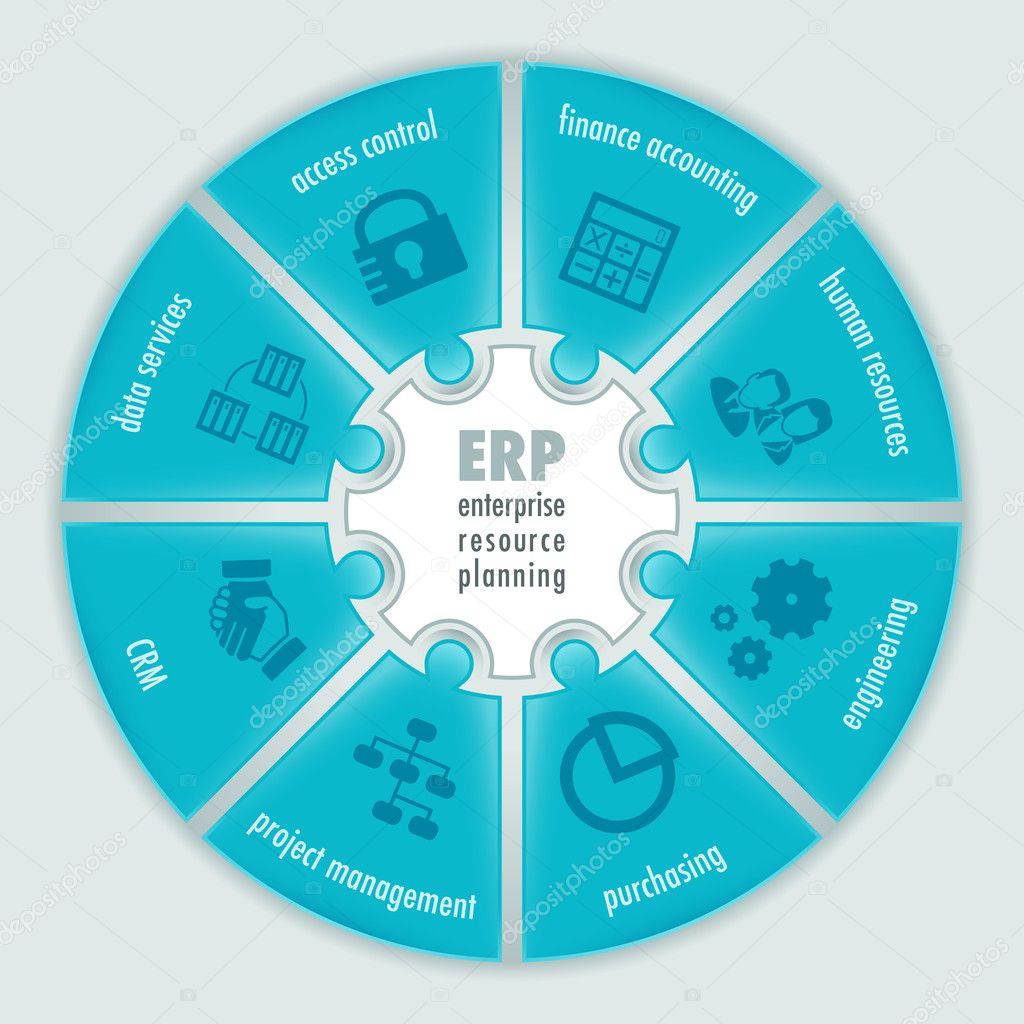 access control
finance accounting
human resources
engineering
purchasing
project management
CRM
data services
ERP
enterprise
resource
planning
depositphotos